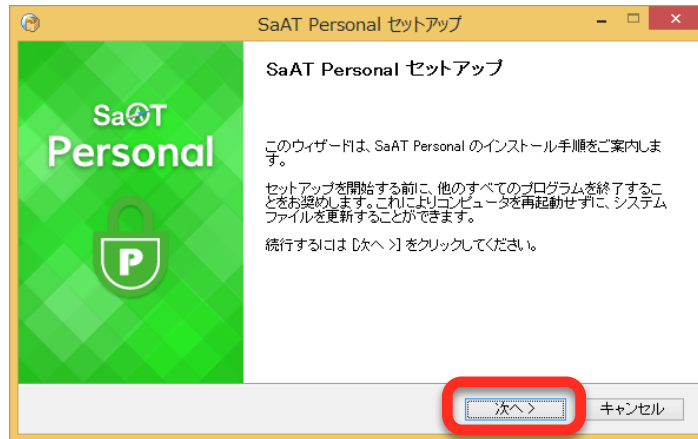 SaAT Personal セットアップ
SaAT Personal セットアップ
SaAT
Personal
P
このウィザードは、SaAT Personal のインストール手順をご案内しま
す。
セットアップを開始する前に、他のすべてのプログラムを終了するこ
とをお奨めします。これによりコンピュータを再起動せずに、システム
ファイルを更新することができます。
続行するには [次へ >] をクリックしてください。
次へ >
キャンセル